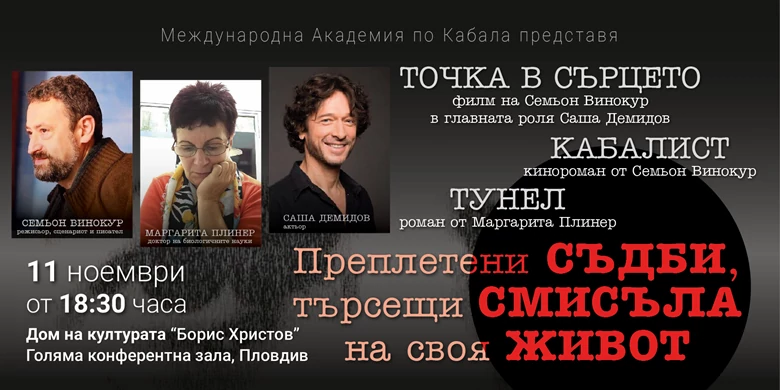 Международна Академия по Кабала представя
СЕМЬОН ВИНОКУР
режисьор, сценарист и писател
МАРГАРИТА ПЛИНЕР
доктор на биологичните науки
САША ДЕМИДОВ
актьор
ТОЧКА В СЪРЦЕТО
филм на Семьон Винокур
в главната роля Саша Демидов
КАБАЛИСТ
кинороман от Семьон Винокур
ТУНЕЛ
роман от Маргарита Плинер
11 ноември
от 18:30 часа
Дом на културата “Борис Христов”
Голяма конферентна зала, Пловдив
Преплетени СЪДБИ,
търсещи СМИСЪЛА
на своя ЖИВОТ